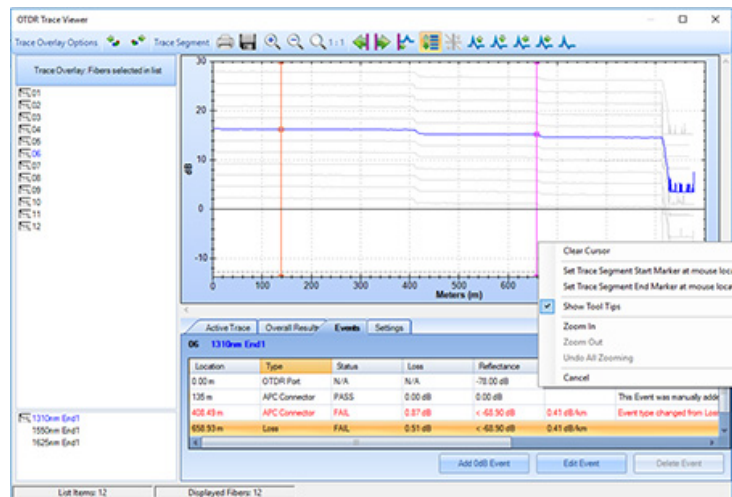 OTDR Trace Viewer
Trace Overlay Options Trace Segment 1:1
Trace Overlay: Fibers selected in list
01
02
03
04
05
06
07
08
09
10
11
12
30
20
10
0
-10
dB
0 100 200 300 400 500 600
Meters (m)
Clear Cursor
Set Trace Segment Start Marker at mouse loca
Set Trace Segment End Marker at mouse loca
Show Tool Tips
Zoom In
Zoom Out
Undo All Zooming
Cancel
Active Trace Overall Results Events Settings
06 1310nm End1
Location Type Status Loss Reflectance
0.00 m OTDR Port N/A N/A -78.00 dB
135 m APC Connector PASS 0.00 dB 0.00 dB This Event was manually adde
408.49 m APC Connector FAIL 0.87 dB < -68.90 dB 0.41 dB/km Event type changed from Loss
658.93 m Loss FAIL 0.51 dB < -68.90 dB 0.41 dB/km
1310nm End1
1550nm End1
1625nm End1
Add 0dB Event Edit Event Delete Event
List Items: 12 Displayed Fibers: 12